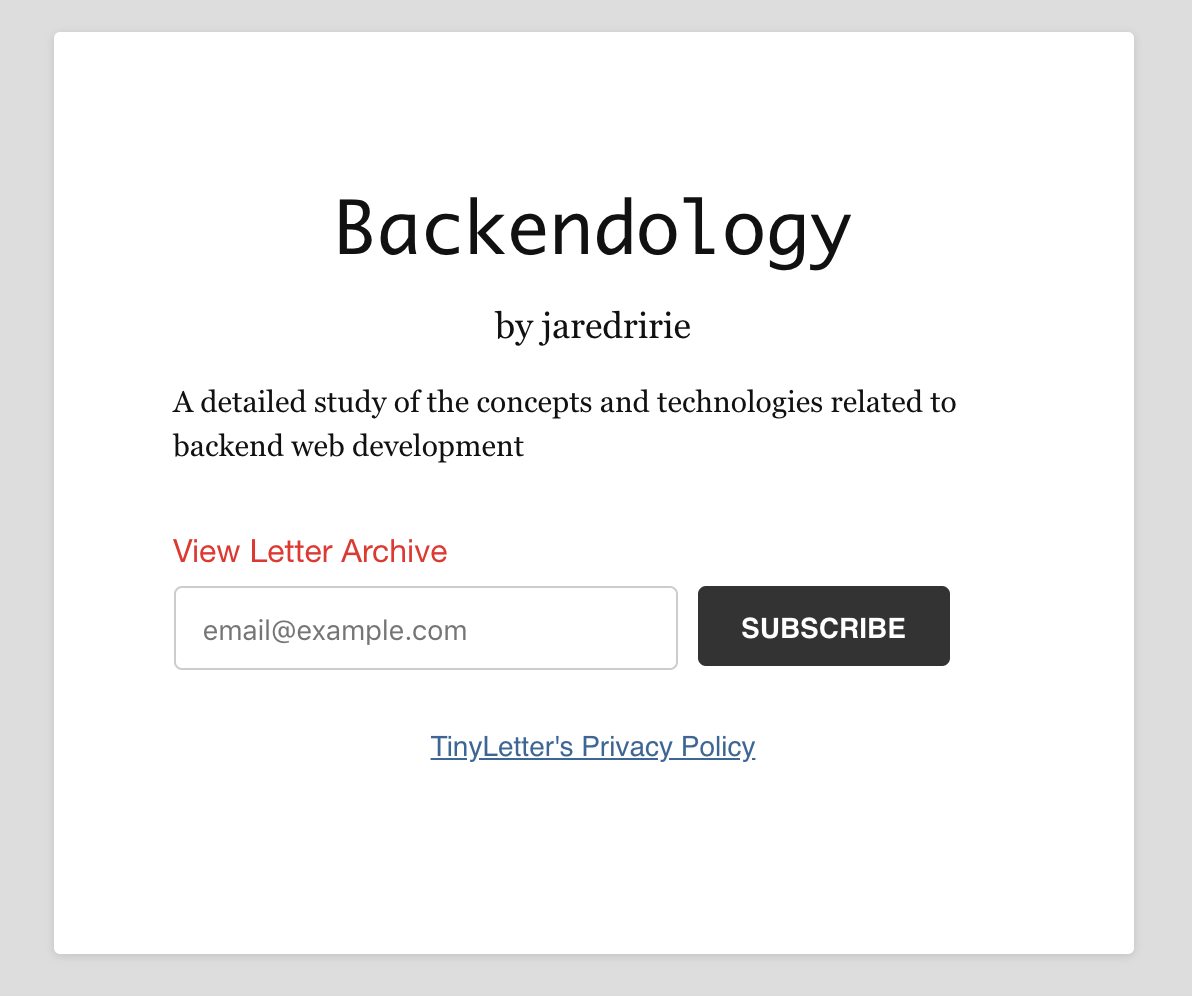 Backendology
by jaredririe
A detailed study of the concepts and technologies related to
backend web development
View Letter Archive
email@example.com
SUBSCRIBE
TinyLetter's Privacy Policy